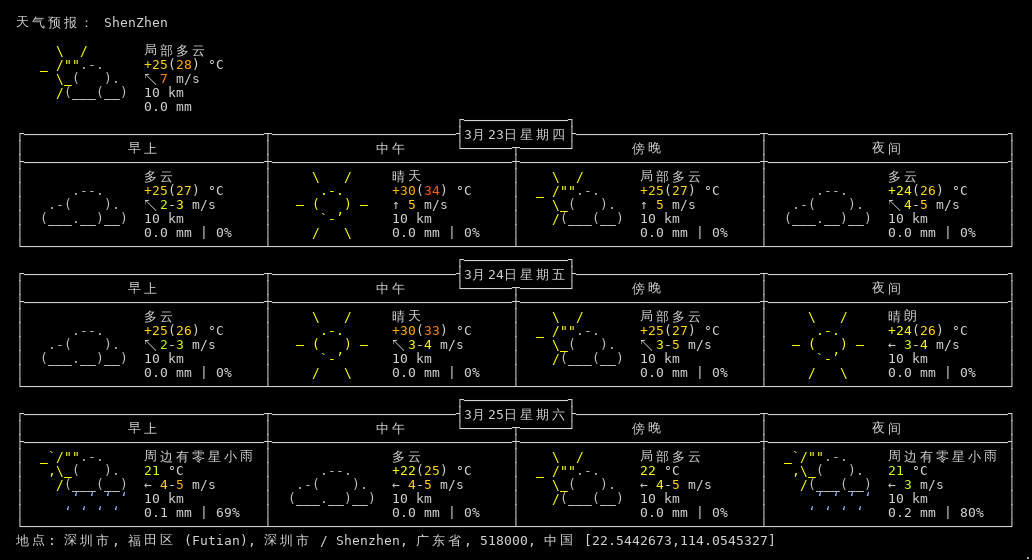 天气预报： ShenZhen
局部多云
+25(28) °C
↖ 7 m/s
10 km
0.0 mm
3月23日星期四
早上 中午 傍晚 夜间
多云 晴天 局部多云 多云
+25(27) °C +30(34) °C +25(27) °C +24(26) °C
↖ 2-3 m/s ↑ 5 m/s ↑ 5 m/s ↖ 4-5 m/s
10 km 10 km 10 km 10 km
0.0 mm | 0% 0.0 mm | 0% 0.0 mm | 0% 0.0 mm | 0%
3月24日星期五
早上 中午 傍晚 夜间
多云 晴天 局部多云 晴朗
+25(26) °C +30(33) °C +25(27) °C +24(26) °C
↖ 2-3 m/s ↖ 3-4 m/s ↖ 3-5 m/s ← 3-4 m/s
10 km 10 km 10 km 10 km
0.0 mm | 0% 0.0 mm | 0% 0.0 mm | 0% 0.0 mm | 0%
3月25日星期六
早上 中午 傍晚 夜间
周边有零星小雨 多云 局部多云 周边有零星小雨
21 °C +22(25) °C 22 °C 21 °C
← 4-5 m/s ← 4-5 m/s ← 4-5 m/s ← 3 m/s
10 km 10 km 10 km 10 km
0.1 mm | 69% 0.0 mm | 0% 0.0 mm | 0% 0.2 mm | 80%
地点: 深圳市, 福田区 (Futian), 深圳市 / Shenzhen, 广东省, 518000, 中国 [22.5442673,114.0545327]